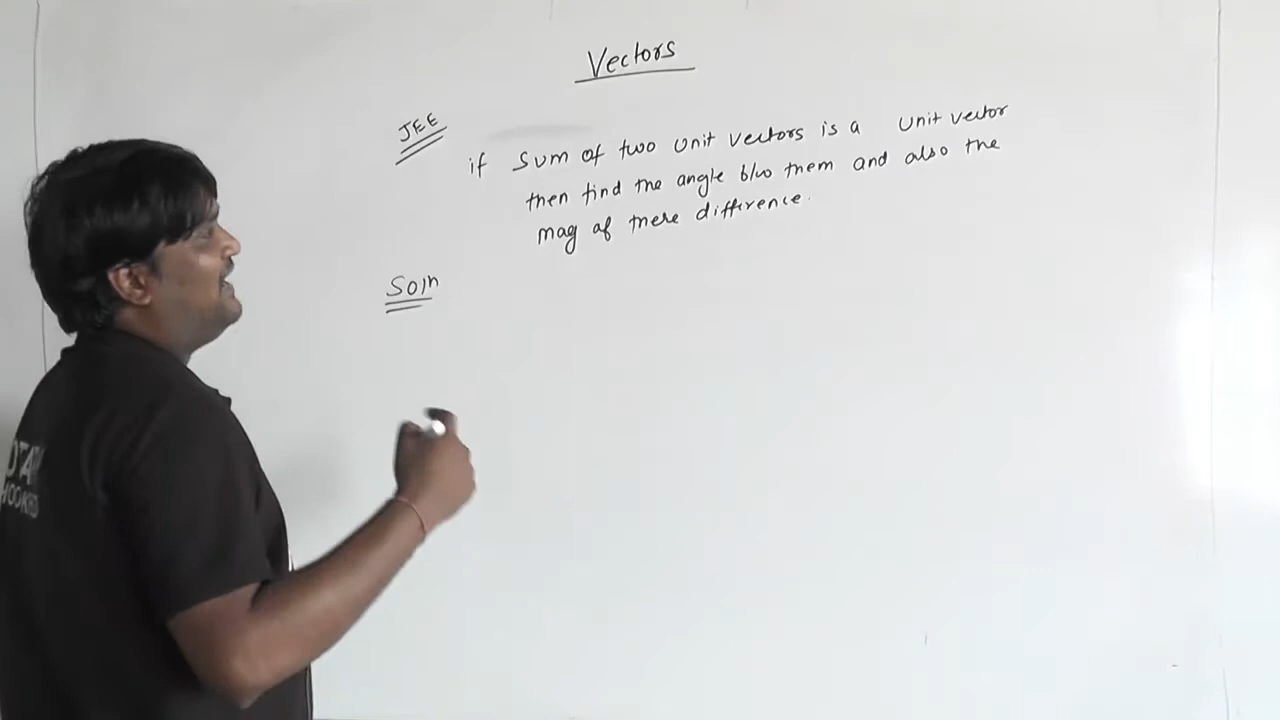 Vectors
JEE
if sum of two unit vectors is a unit vector
then find the angle b/w them and also the
mag of there difference.
Soln